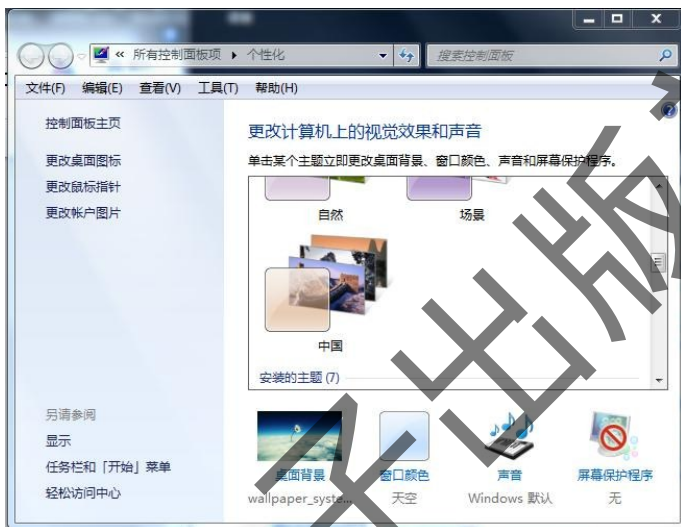 « 所有控制面板项 ▸ 个性化
搜索控制面板
文件(F) 编辑(E) 查看(V) 工具(T) 帮助(H)
控制面板主页
更改桌面图标
更改鼠标指针
更改帐户图片
更改计算机上的视觉效果和声音
单击某个主题立即更改桌面背景、窗口颜色、声音和屏幕保护程序。
自然
场景
中国
安装的主题 (7)
另请参阅
显示
任务栏和「开始」菜单
轻松访问中心
桌面背景
wallpaper_syste...
窗口颜色
天空
声音
Windows 默认
屏幕保护程序
无
出版